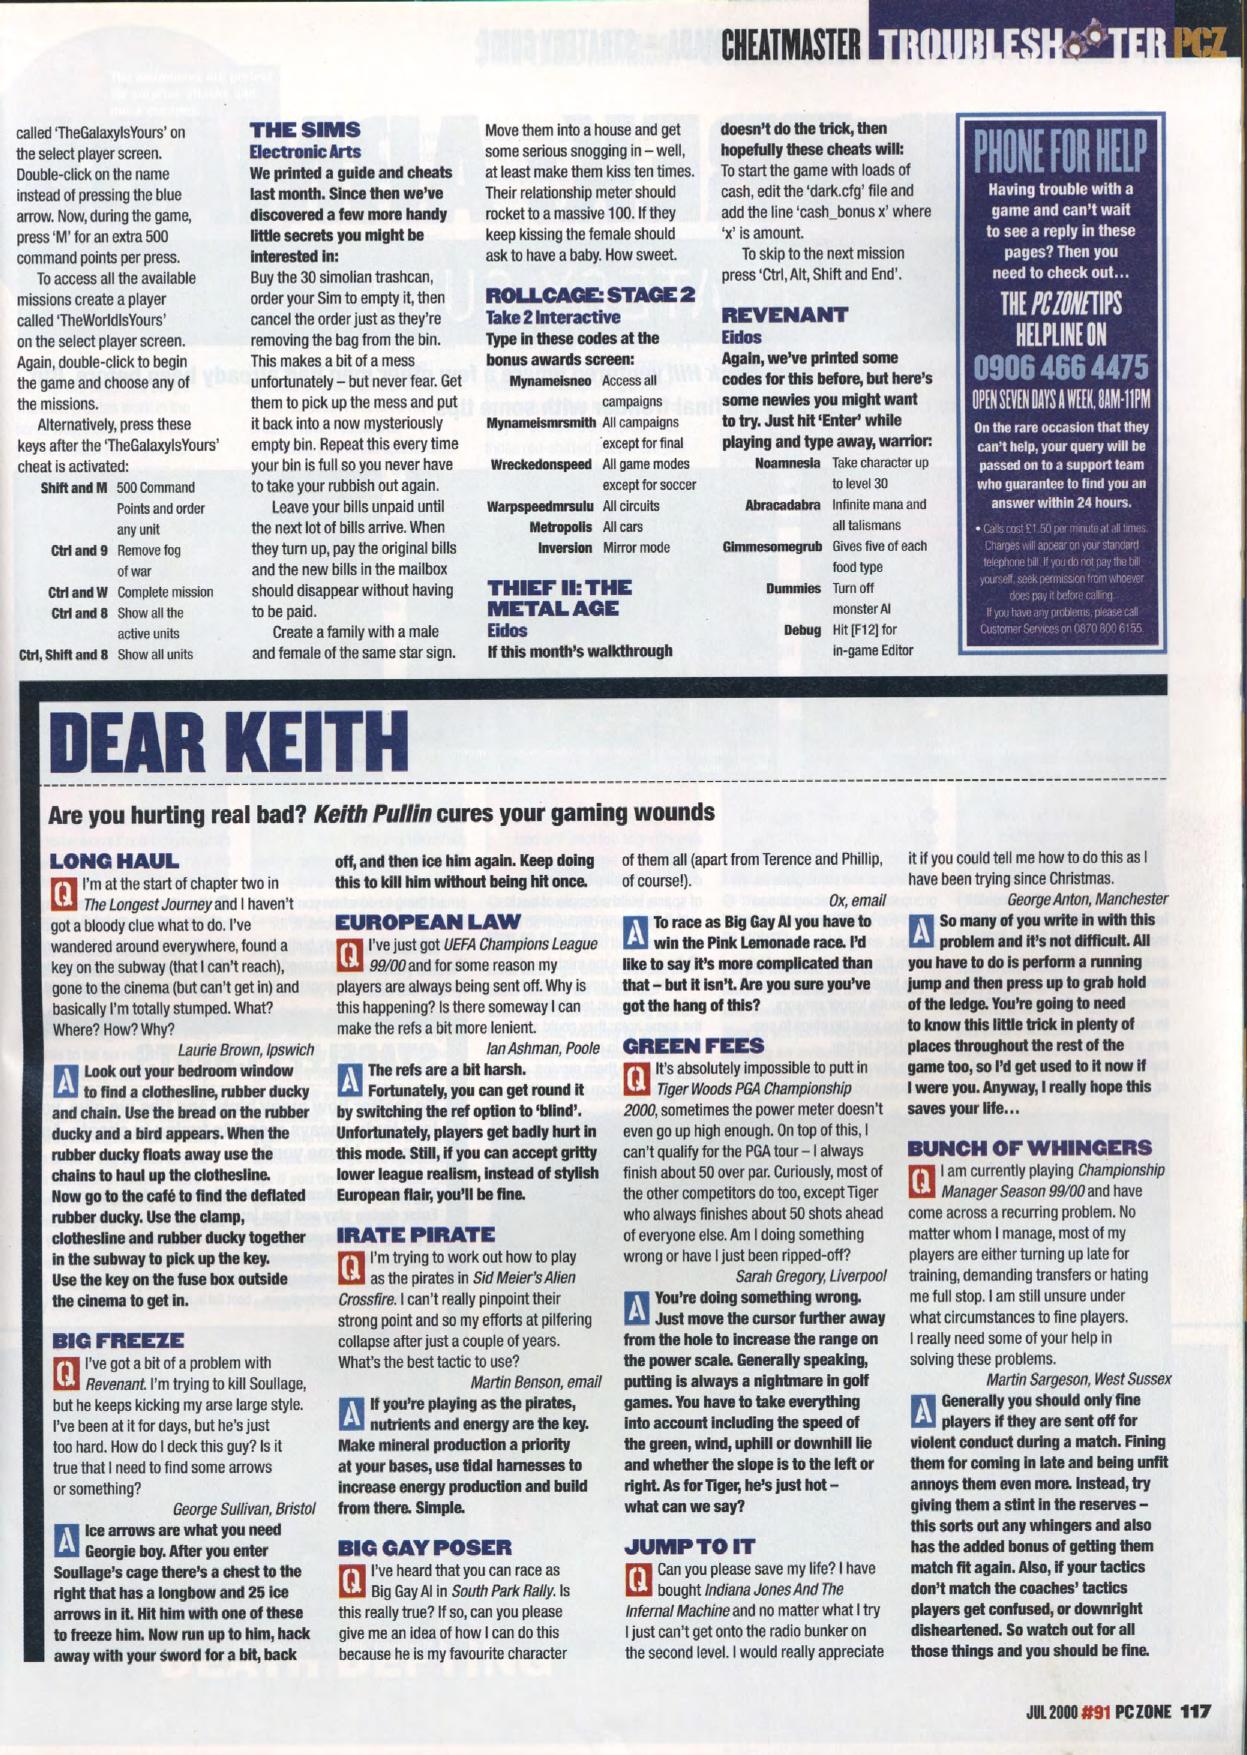 CHEATMASTER TROUBLESHOOTER PCZ
called 'TheGalaxyIsYours' on
the select player screen.
Double-click on the name
instead of pressing the blue
arrow. Now, during the game,
press 'M' for an extra 500
command points per press.
To access all the available
missions create a player
called 'TheWorldIsYours'
on the select player screen.
Again, double-click to begin
the game and choose any of
the missions.
Alternatively, press these
keys after the 'TheGalaxyIsYours'
cheat is activated:
Shift and M 500 Command
Points and order
any unit
Ctrl and 9 Remove fog
of war
Ctrl and W Complete mission
Ctrl and 8 Show all the
active units
Ctrl, Shift and 8 Show all units
THE SIMS
Electronic Arts
We printed a guide and cheats
last month. Since then we've
discovered a few more handy
little secrets you might be
interested in:
Buy the 30 simolian trashcan,
order your Sim to empty it, then
cancel the order just as they're
removing the bag from the bin.
This makes a bit of a mess
unfortunately – but never fear. Get
them to pick up the mess and put
it back into a now mysteriously
empty bin. Repeat this every time
your bin is full so you never have
to take your rubbish out again.
Leave your bills unpaid until
the next lot of bills arrive. When
they turn up, pay the original bills
and the new bills in the mailbox
should disappear without having
to be paid.
Create a family with a male
and female of the same star sign.
Move them into a house and get
some serious snogging in – well,
at least make them kiss ten times.
Their relationship meter should
rocket to a massive 100. If they
keep kissing the female should
ask to have a baby. How sweet.
ROLLCAGE: STAGE 2
Take 2 Interactive
Type in these codes at the
bonus awards screen:
Mynameisneo Access all
campaigns
Mynameismrsmith All campaigns
except for final
Wreckedonspeed All game modes
except for soccer
Warpspeedmrsulu All circuits
Metropolis All cars
Inversion Mirror mode
THIEF II: THE
METAL AGE
Eidos
If this month's walkthrough
doesn't do the trick, then
hopefully these cheats will:
To start the game with loads of
cash, edit the 'dark.cfg' file and
add the line 'cash_bonus x' where
'x' is amount.
To skip to the next mission
press 'Ctrl, Alt, Shift and End'.
REVENANT
Eidos
Again, we've printed some
codes for this before, but here's
some newies you might want
to try. Just hit 'Enter' while
playing and type away, warrior:
Noamnesia Take character up
to level 30
Abracadabra Infinite mana and
all talismans
Gimmesomegrub Gives five of each
food type
Dummies Turn off
monster AI
Debug Hit [F12] for
in-game Editor
PHONE FOR HELP
Having trouble with a
game and can't wait
to see a reply in these
pages? Then you
need to check out...
THE PC ZONE TIPS
HELPLINE ON
0906 466 4475
OPEN SEVEN DAYS A WEEK, 8AM-11PM
On the rare occasion that they
can't help, your query will be
passed on to a support team
who guarantee to find you an
answer within 24 hours.
• Calls cost £1.50 per minute at all times.
Charges will appear on your standard
telephone bill. If you do not pay the bill
yourself, seek permission from whoever
does pay it before calling.
If you have any problems, please call
Customer Services on 0870 800 6155.
DEAR KEITH
Are you hurting real bad? Keith Pullin cures your gaming wounds
LONG HAUL
Q I'm at the start of chapter two in
The Longest Journey and I haven't
got a bloody clue what to do. I've
wandered around everywhere, found a
key on the subway (that I can't reach),
gone to the cinema (but can't get in) and
basically I'm totally stumped. What?
Where? How? Why?
Laurie Brown, Ipswich
A Look out your bedroom window
to find a clothesline, rubber ducky
and chain. Use the bread on the rubber
ducky and a bird appears. When the
rubber ducky floats away use the
chains to haul up the clothesline.
Now go to the café to find the deflated
rubber ducky. Use the clamp,
clothesline and rubber ducky together
in the subway to pick up the key.
Use the key on the fuse box outside
the cinema to get in.
BIG FREEZE
Q I've got a bit of a problem with
Revenant. I'm trying to kill Soullage,
but he keeps kicking my arse large style.
I've been at it for days, but he's just
too hard. How do I deck this guy? Is it
true that I need to find some arrows
or something?
George Sullivan, Bristol
A Ice arrows are what you need
Georgie boy. After you enter
Soullage's cage there's a chest to the
right that has a longbow and 25 ice
arrows in it. Hit him with one of these
to freeze him. Now run up to him, hack
away with your sword for a bit, back
off, and then ice him again. Keep doing
this to kill him without being hit once.
EUROPEAN LAW
Q I've just got UEFA Champions League
99/00 and for some reason my
players are always being sent off. Why is
this happening? Is there someway I can
make the refs a bit more lenient.
Ian Ashman, Poole
A The refs are a bit harsh.
Fortunately, you can get round it
by switching the ref option to 'blind'.
Unfortunately, players get badly hurt in
this mode. Still, if you can accept gritty
lower league realism, instead of stylish
European flair, you'll be fine.
IRATE PIRATE
Q I'm trying to work out how to play
as the pirates in Sid Meier's Alien
Crossfire. I can't really pinpoint their
strong point and so my efforts at pilfering
collapse after just a couple of years.
What's the best tactic to use?
Martin Benson, email
A If you're playing as the pirates,
nutrients and energy are the key.
Make mineral production a priority
at your bases, use tidal harnesses to
increase energy production and build
from there. Simple.
BIG GAY POSER
Q I've heard that you can race as
Big Gay Al in South Park Rally. Is
this really true? If so, can you please
give me an idea of how I can do this
because he is my favourite character
of them all (apart from Terence and Phillip,
of course!).
Ox, email
A To race as Big Gay Al you have to
win the Pink Lemonade race. I'd
like to say it's more complicated than
that – but it isn't. Are you sure you've
got the hang of this?
GREEN FEES
Q It's absolutely impossible to putt in
Tiger Woods PGA Championship
2000, sometimes the power meter doesn't
even go up high enough. On top of this, I
can't qualify for the PGA tour – I always
finish about 50 over par. Curiously, most of
the other competitors do too, except Tiger
who always finishes about 50 shots ahead
of everyone else. Am I doing something
wrong or have I just been ripped-off?
Sarah Gregory, Liverpool
A You're doing something wrong.
Just move the cursor further away
from the hole to increase the range on
the power scale. Generally speaking,
putting is always a nightmare in golf
games. You have to take everything
into account including the speed of
the green, wind, uphill or downhill lie
and whether the slope is to the left or
right. As for Tiger, he's just hot –
what can we say?
JUMP TO IT
Q Can you please save my life? I have
bought Indiana Jones And The
Infernal Machine and no matter what I try
I just can't get onto the radio bunker on
the second level. I would really appreciate
it if you could tell me how to do this as I
have been trying since Christmas.
George Anton, Manchester
A So many of you write in with this
problem and it's not difficult. All
you have to do is perform a running
jump and then press up to grab hold
of the ledge. You're going to need
to know this little trick in plenty of
places throughout the rest of the
game too, so I'd get used to it now if
I were you. Anyway, I really hope this
saves your life...
BUNCH OF WHINGERS
Q I am currently playing Championship
Manager Season 99/00 and have
come across a recurring problem. No
matter whom I manage, most of my
players are either turning up late for
training, demanding transfers or hating
me full stop. I am still unsure under
what circumstances to fine players.
I really need some of your help in
solving these problems.
Martin Sargeson, West Sussex
A Generally you should only fine
players if they are sent off for
violent conduct during a match. Fining
them for coming in late and being unfit
annoys them even more. Instead, try
giving them a stint in the reserves –
this sorts out any whingers and also
has the added bonus of getting them
match fit again. Also, if your tactics
don't match the coaches' tactics
players get confused, or downright
disheartened. So watch out for all
those things and you should be fine.
JUL 2000 #91 PC ZONE 117